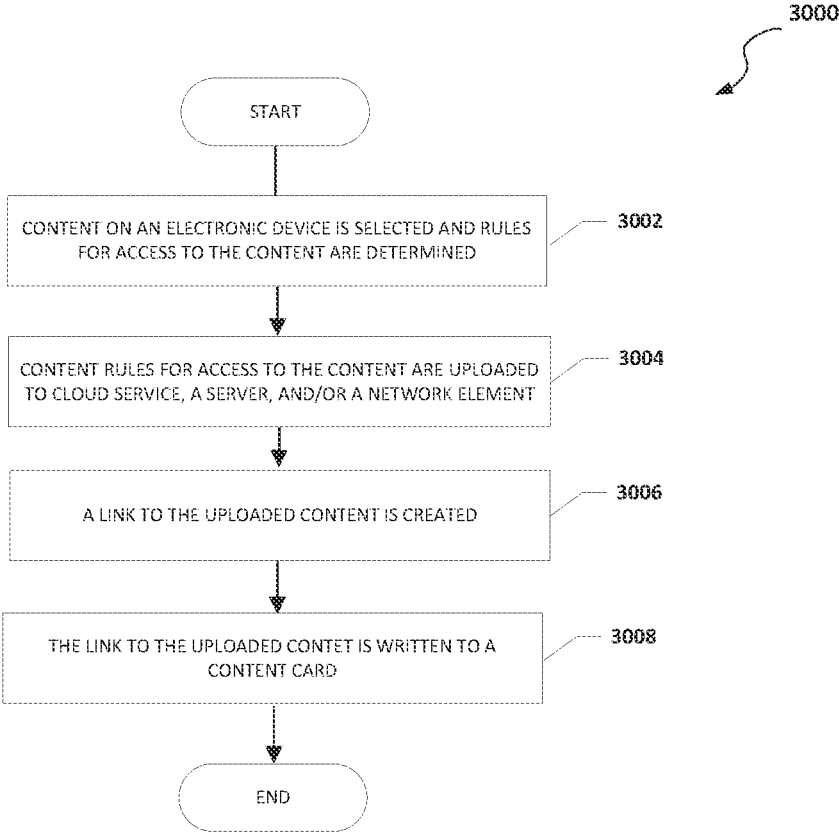 3000
START
CONTENT ON AN ELECTRONIC DEVICE IS SELECTED AND RULES
FOR ACCESS TO THE CONTENT ARE DETERMINED
3002
CONTENT RULES FOR ACCESS TO THE CONTENT ARE UPLOADED
TO CLOUD SERVICE, A SERVER, AND/OR A NETWORK ELEMENT
3004
A LINK TO THE UPLOADED CONTENT IS CREATED
3006
THE LINK TO THE UPLOADED CONTET IS WRITTEN TO A
CONTENT CARD
3008
END